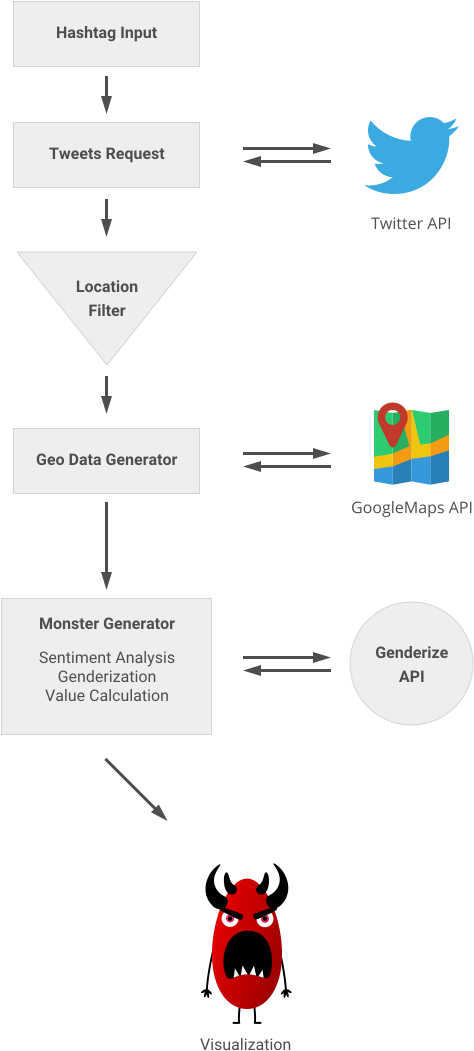 Hashtag Input
Tweets Request
Twitter API
Location
Filter
Geo Data Generator
GoogleMaps API
Monster Generator
Sentiment Analysis
Genderization
Value Calculation
Genderize
API
Visualization